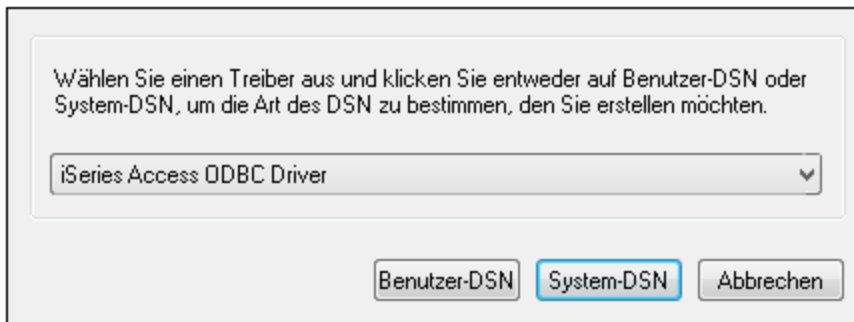 Wählen Sie einen Treiber aus und klicken Sie entweder auf Benutzer-DSN oder
System-DSN, um die Art des DSN zu bestimmen, den Sie erstellen möchten.
iSeries Access ODBC Driver
Benutzer-DSN System-DSN Abbrechen